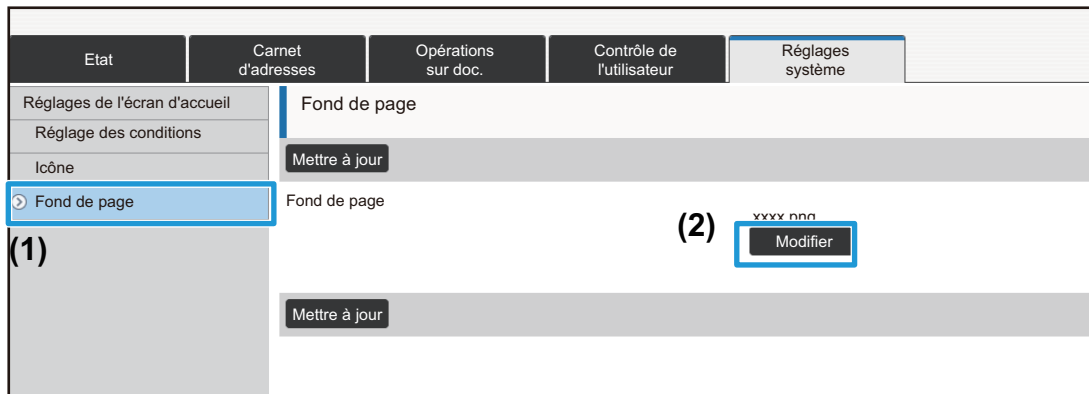 Etat
Carnet
d'adresses
Opérations
sur doc.
Contrôle de
l'utilisateur
Réglages
système
Réglages de l'écran d'accueil
Réglage des conditions
Icône
Fond de page
(1)
Fond de page
Mettre à jour
Fond de page
xxxx.png
(2)
Modifier
Mettre à jour